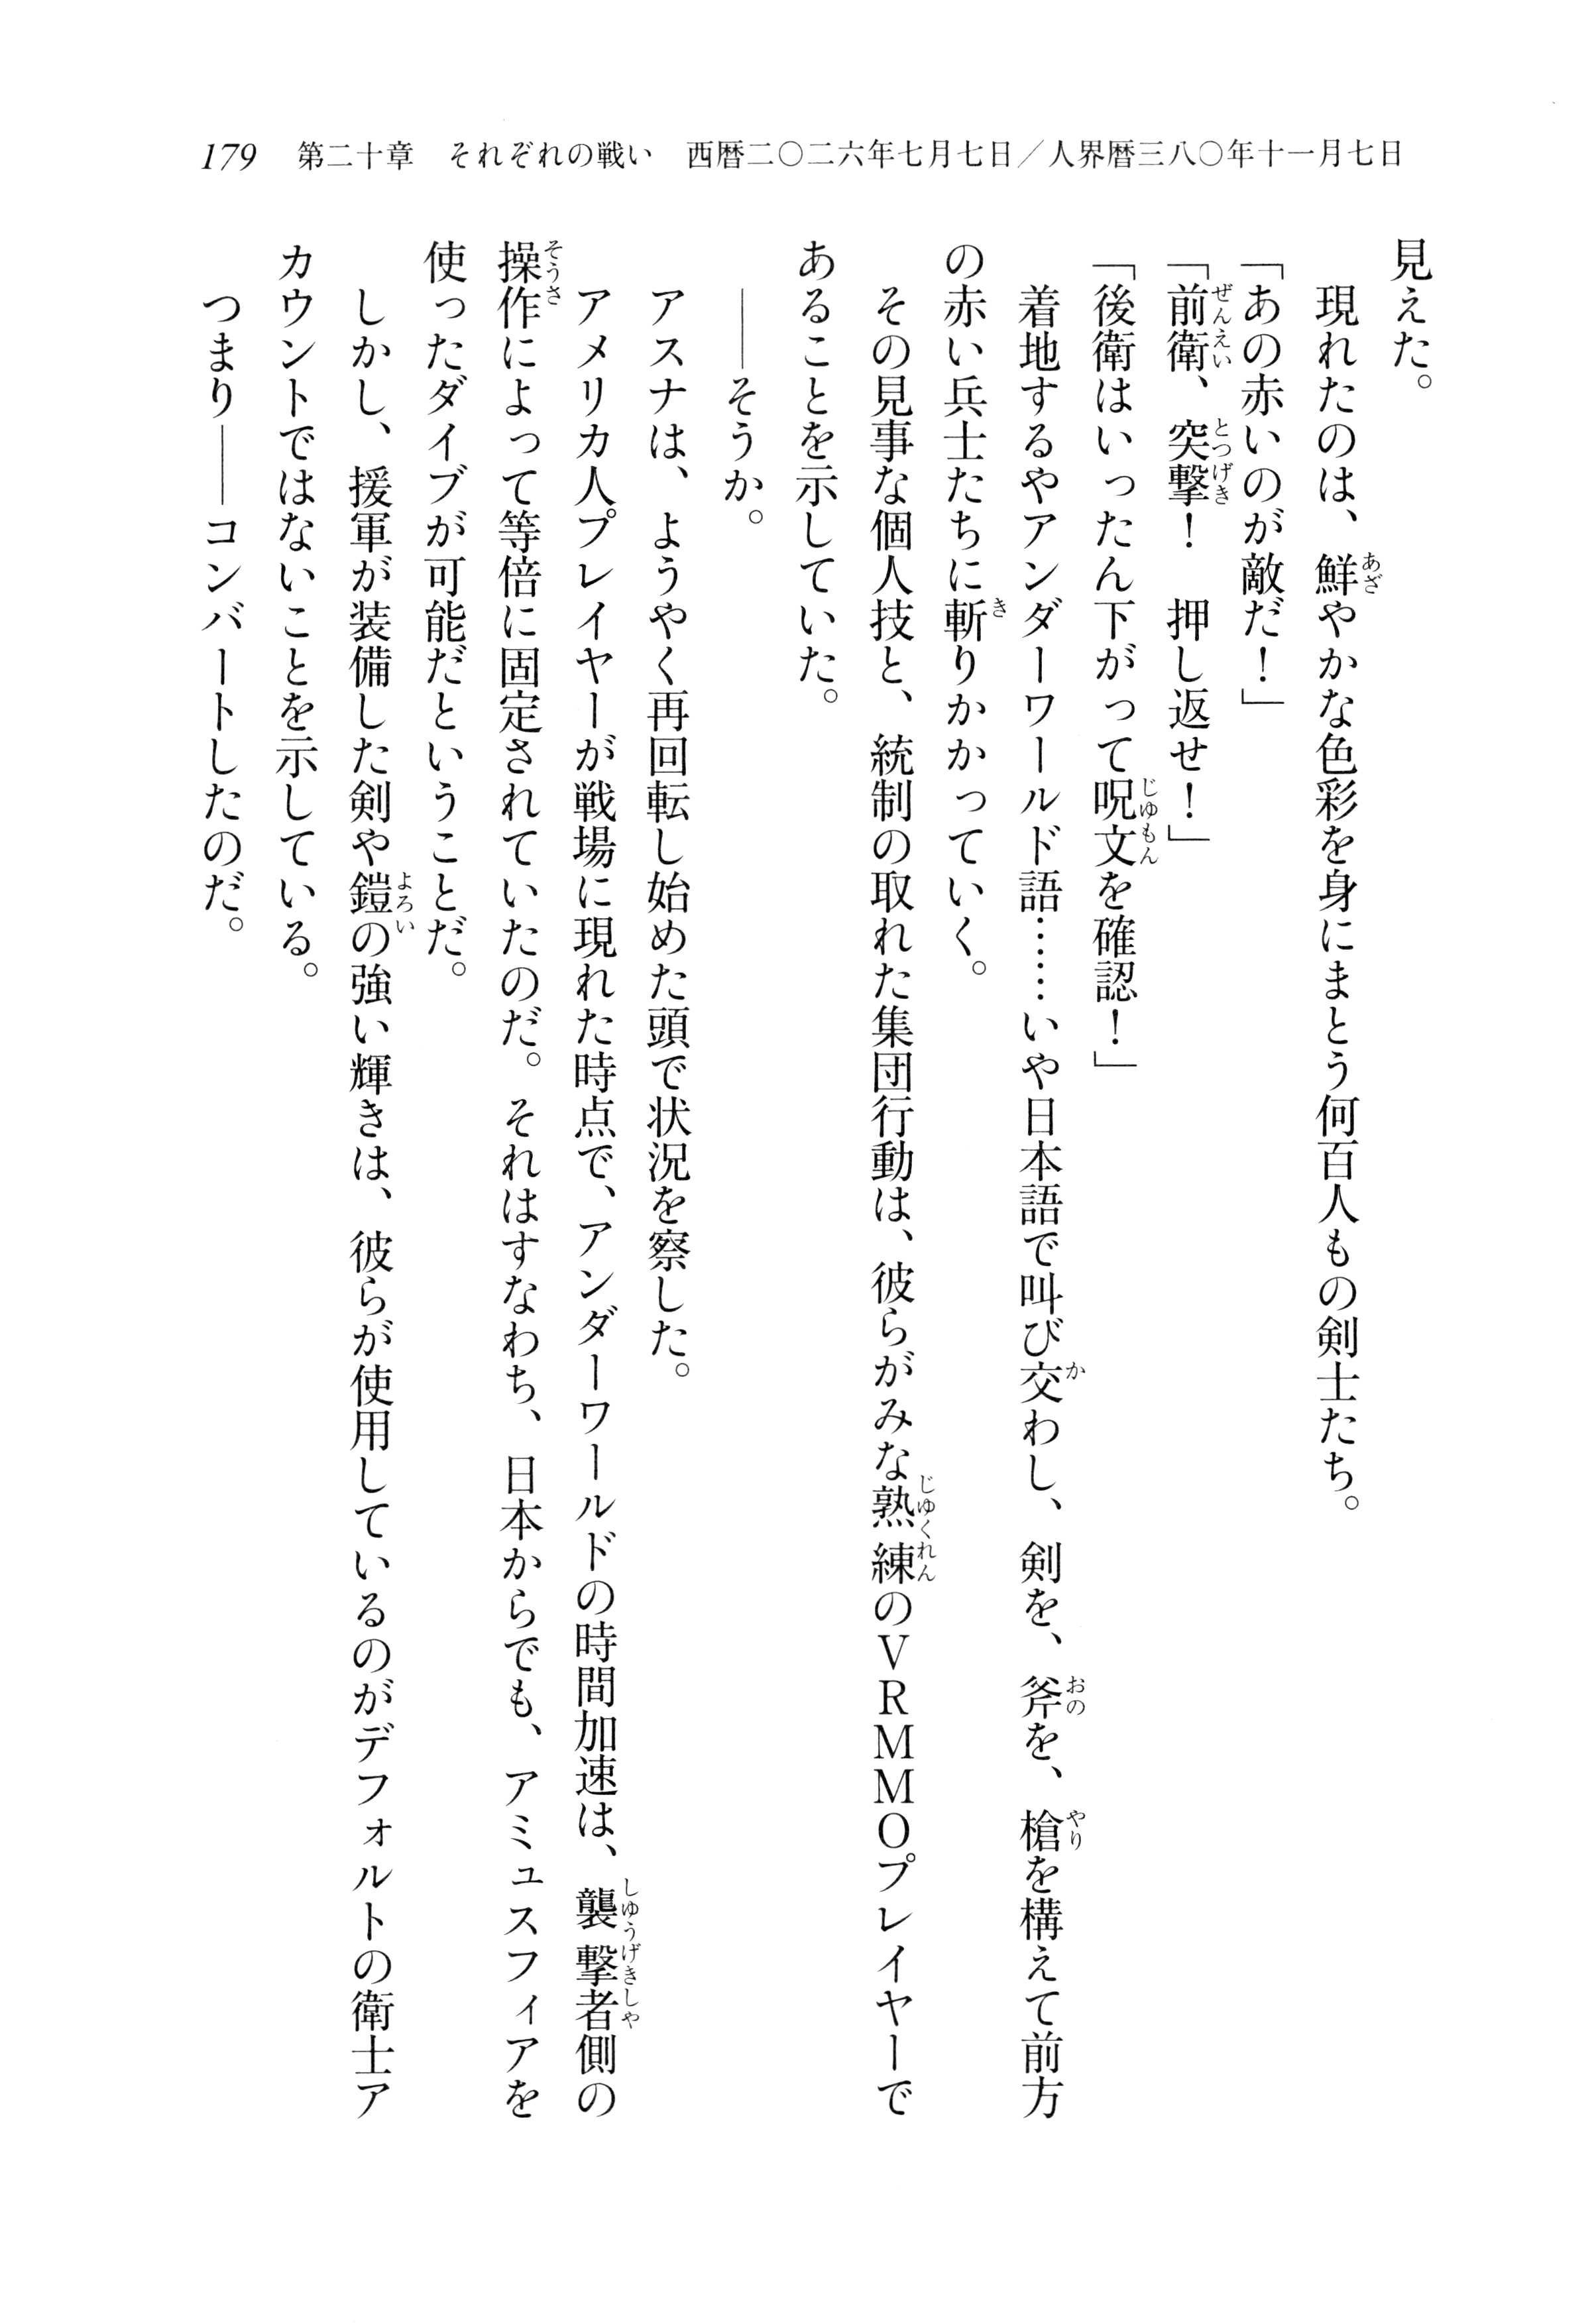 179 第二十章 それぞれの戦い 西暦二〇二六年七月七日／人界暦三八〇年十一月七日
見えた。
　現れたのは、鮮やかな色彩を身にまとう何百人もの剣士たち。
「あの赤いのが敵だ！」
「前衛、突撃！　押し返せ！」
「後衛はいったん下がって呪文を確認！」
　着地するやアンダーワールド語……いや日本語で叫び交わし、剣を、斧を、槍を構えて前方
の赤い兵士たちに斬りかかっていく。
　その見事な個人技と、統制の取れた集団行動は、彼らがみな熟練のＶＲＭＭＯプレイヤーで
あることを示していた。
　――そうか。
　アスナは、ようやく再回転し始めた頭で状況を察した。
　アメリカ人プレイヤーが戦場に現れた時点で、アンダーワールドの時間加速は、襲撃者側の
操作によって等倍に固定されていたのだ。それはすなわち、日本からでも、アミュスフィアを
使ったダイブが可能だということだ。
　しかし、援軍が装備した剣や鎧の強い輝きは、彼らが使用しているのがデフォルトの衛士ア
カウントではないことを示している。
　つまり――コンバートしたのだ。